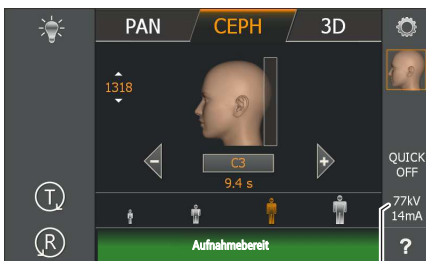 PAN
CEPH
3D
1318
C3
9.4 s
QUICK
OFF
77kV
14mA
T
R
Aufnahmebereit
?